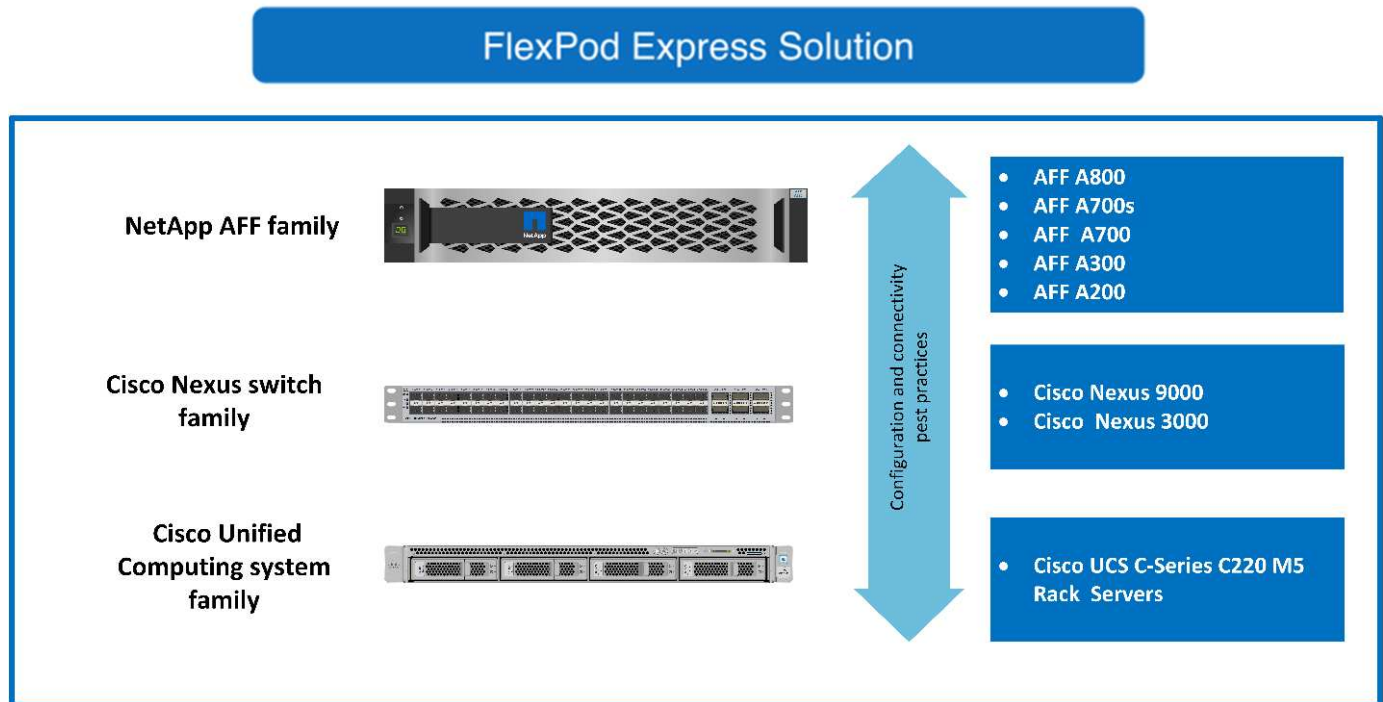 FlexPod Express Solution
NetApp AFF family
NetApp
• AFF A800
• AFF A700s
• AFF A700
• AFF A300
• AFF A200
Configuration and connectivity
pest practices
Cisco Nexus switch
family
• Cisco Nexus 9000
• Cisco Nexus 3000
Cisco Unified
Computing system
family
• Cisco UCS C-Series C220 M5
Rack Servers